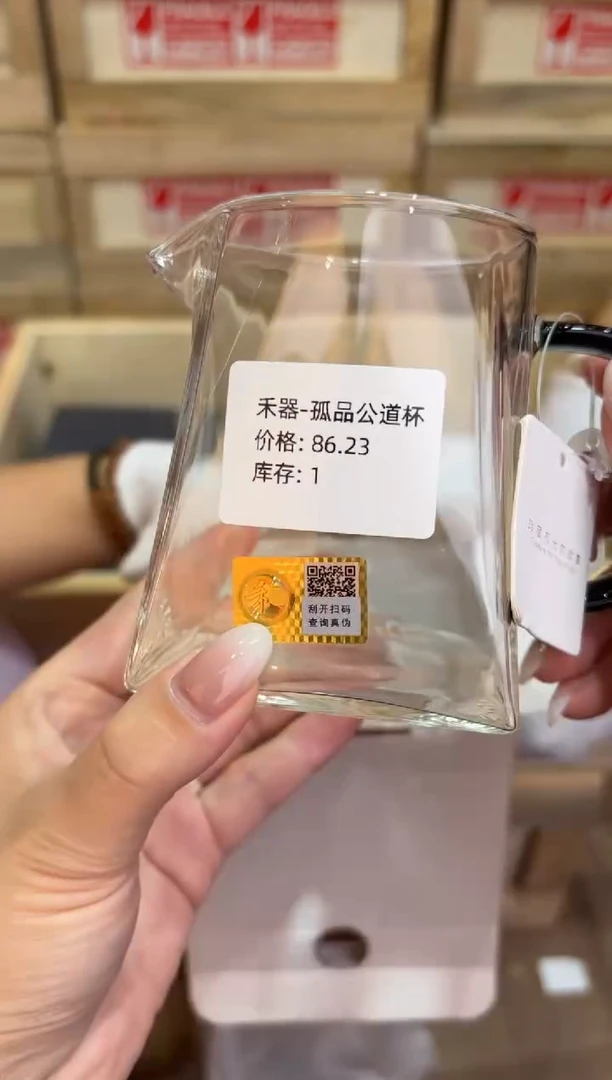 禾器-孤品公道杯
价格: 86.23
库存: 1
禾
刮开扫码
查询真伪